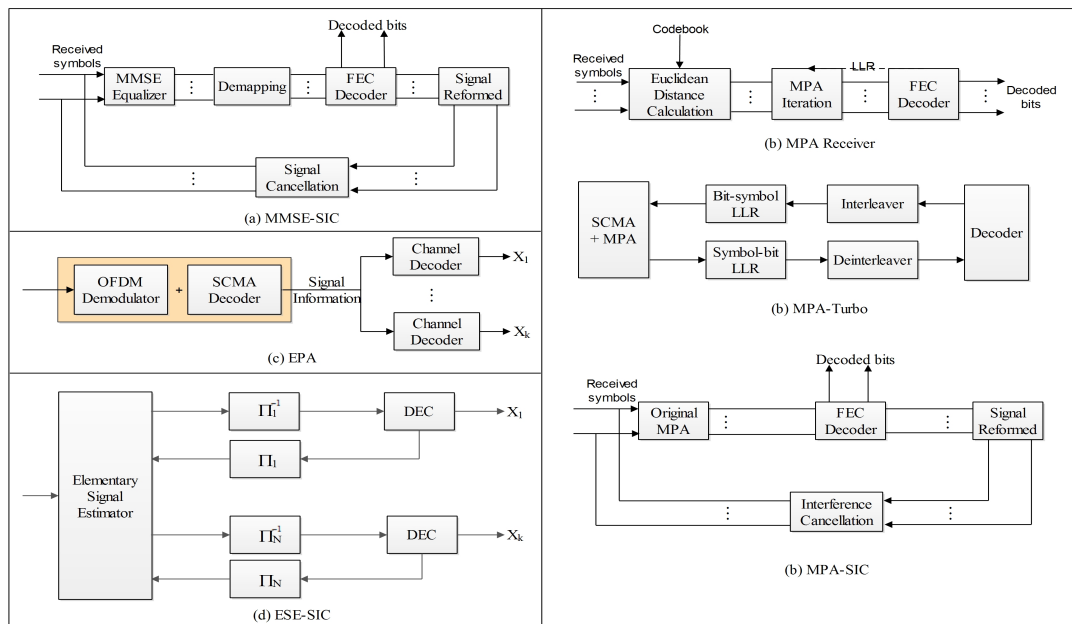 Decoded bits
Received
symbols
MMSE
Equalizer
Demapping
FEC
Decoder
Signal
Reformed
Signal
Cancellation
(a) MMSE-SIC
OFDM
Demodulator
+
SCMA
Decoder
Signal
Information
Channel
Decoder
X1
Channel
Decoder
Xk
(c) EPA
Elementary
Signal
Estimator
Π1⁻¹
DEC
X1
Π1
ΠN⁻¹
DEC
Xk
ΠN
(d) ESE-SIC
Codebook
Received
symbols
Euclidean
Distance
Calculation
MPA
Iteration
LLR
FEC
Decoder
Decoded
bits
(b) MPA Receiver
SCMA
+ MPA
Bit-symbol
LLR
Interleaver
Decoder
Symbol-bit
LLR
Deinterleaver
(b) MPA-Turbo
Decoded bits
Received
symbols
Original
MPA
FEC
Decoder
Signal
Reformed
Interference
Cancellation
(b) MPA-SIC